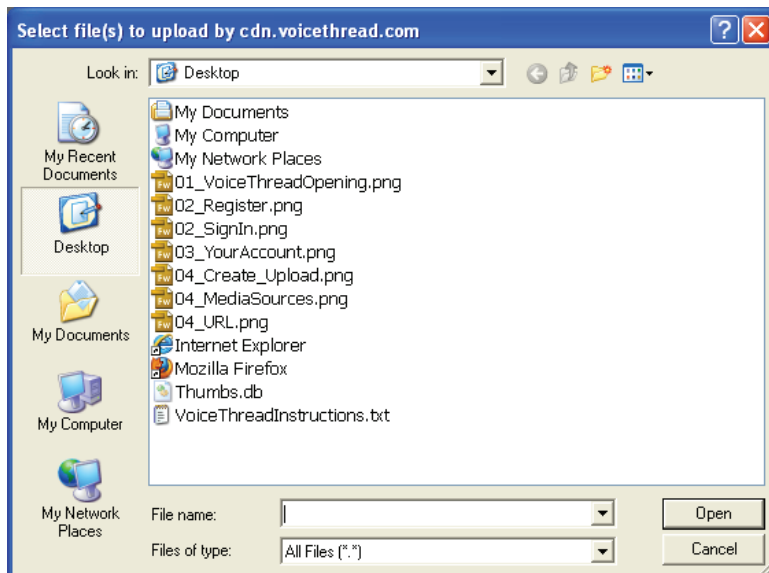 Select file(s) to upload by cdn.voicethread.com
Look in:
Desktop
My Recent
Documents
Desktop
My Documents
My Computer
My Network
Places
My Documents
My Computer
My Network Places
01_VoiceThreadOpening.png
02_Register.png
02_SignIn.png
03_YourAccount.png
04_Create_Upload.png
04_MediaSources.png
04_URL.png
Internet Explorer
Mozilla Firefox
Thumbs.db
VoiceThreadInstructions.txt
File name:
Open
Files of type:
All Files (*.*)
Cancel